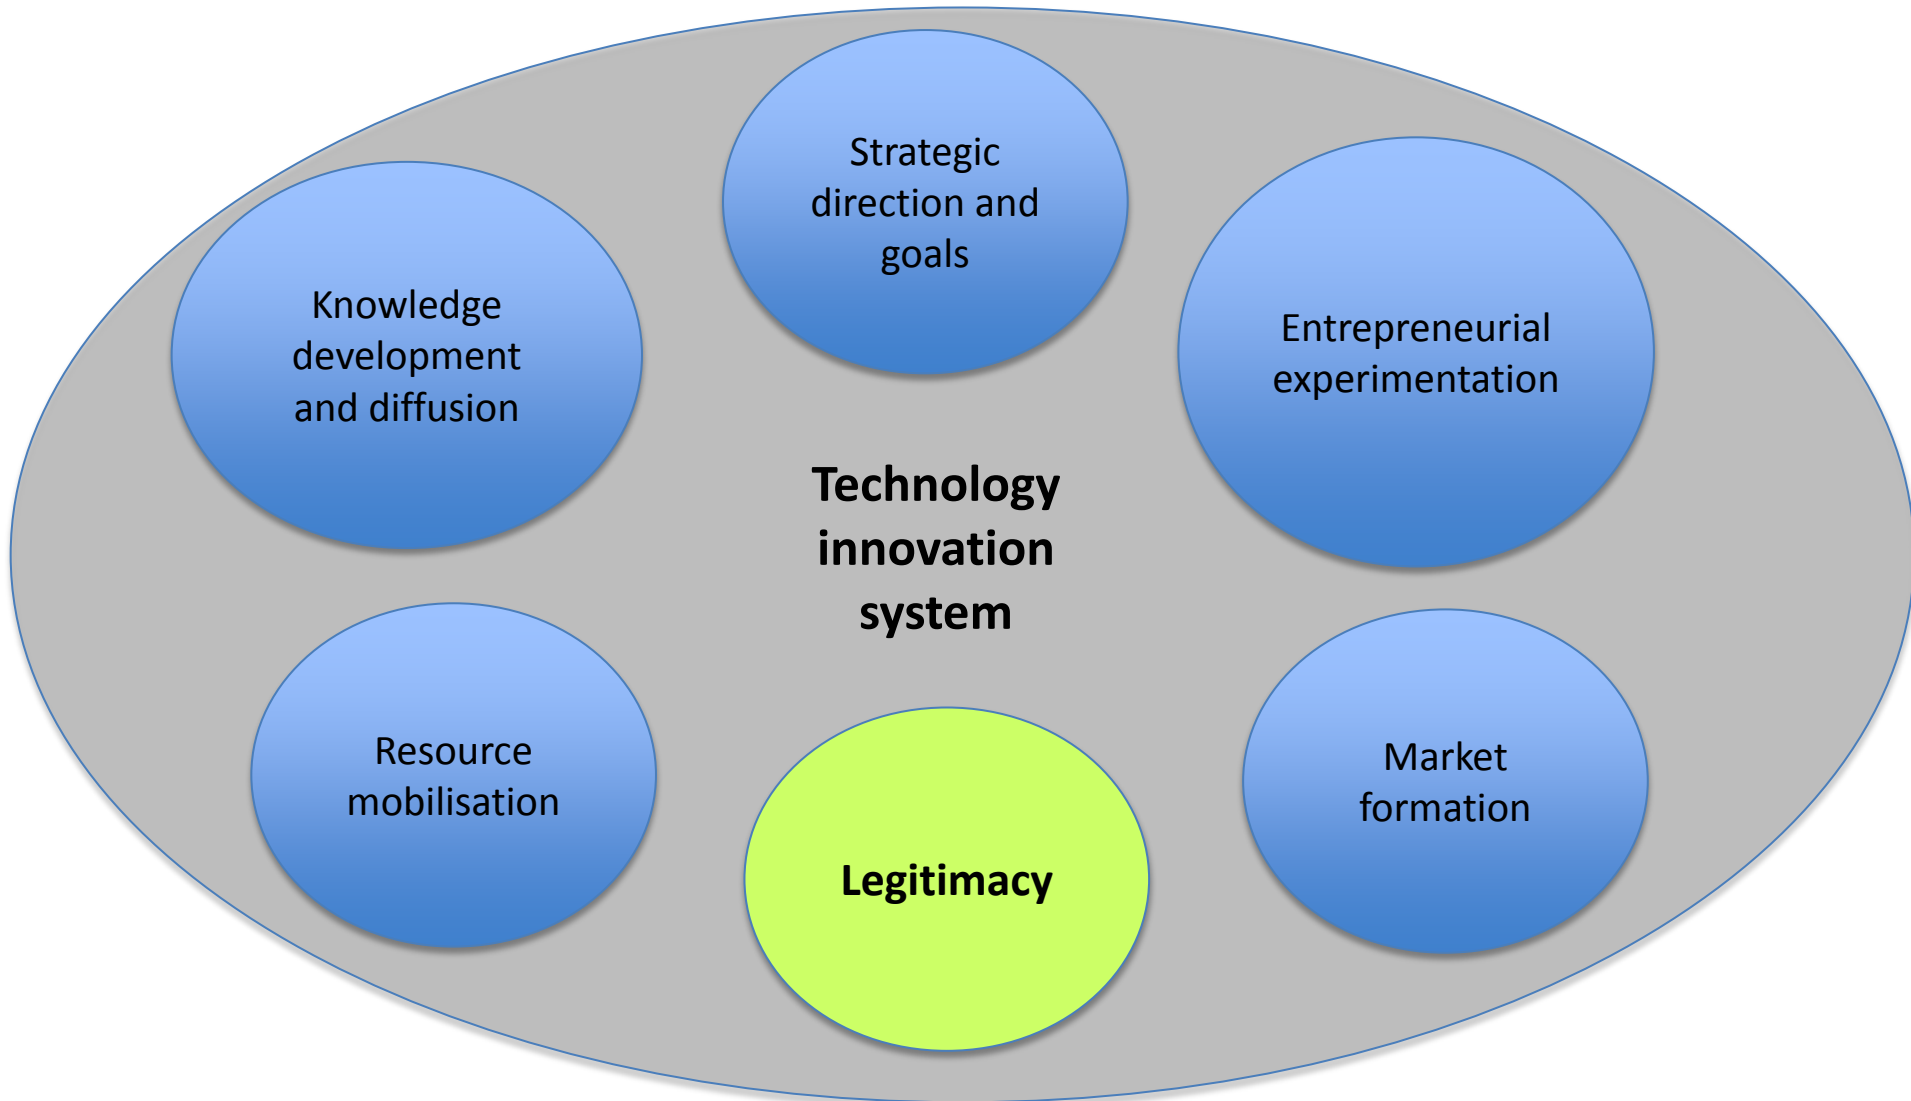 Strategic
direction and
goals
Knowledge
development
and diffusion
Entrepreneurial
experimentation
Technology
innovation
system
Resource
mobilisation
Market
formation
Legitimacy